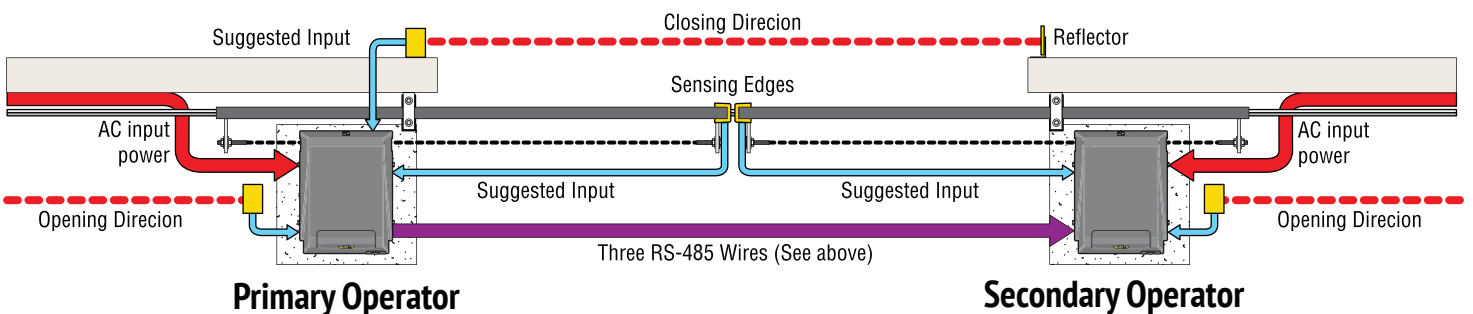 Closing Direcion
Suggested Input
Reflector
Sensing Edges
AC input
power
AC input
power
Suggested Input
Suggested Input
Opening Direcion
Opening Direcion
Three RS-485 Wires (See above)
Primary Operator
Secondary Operator